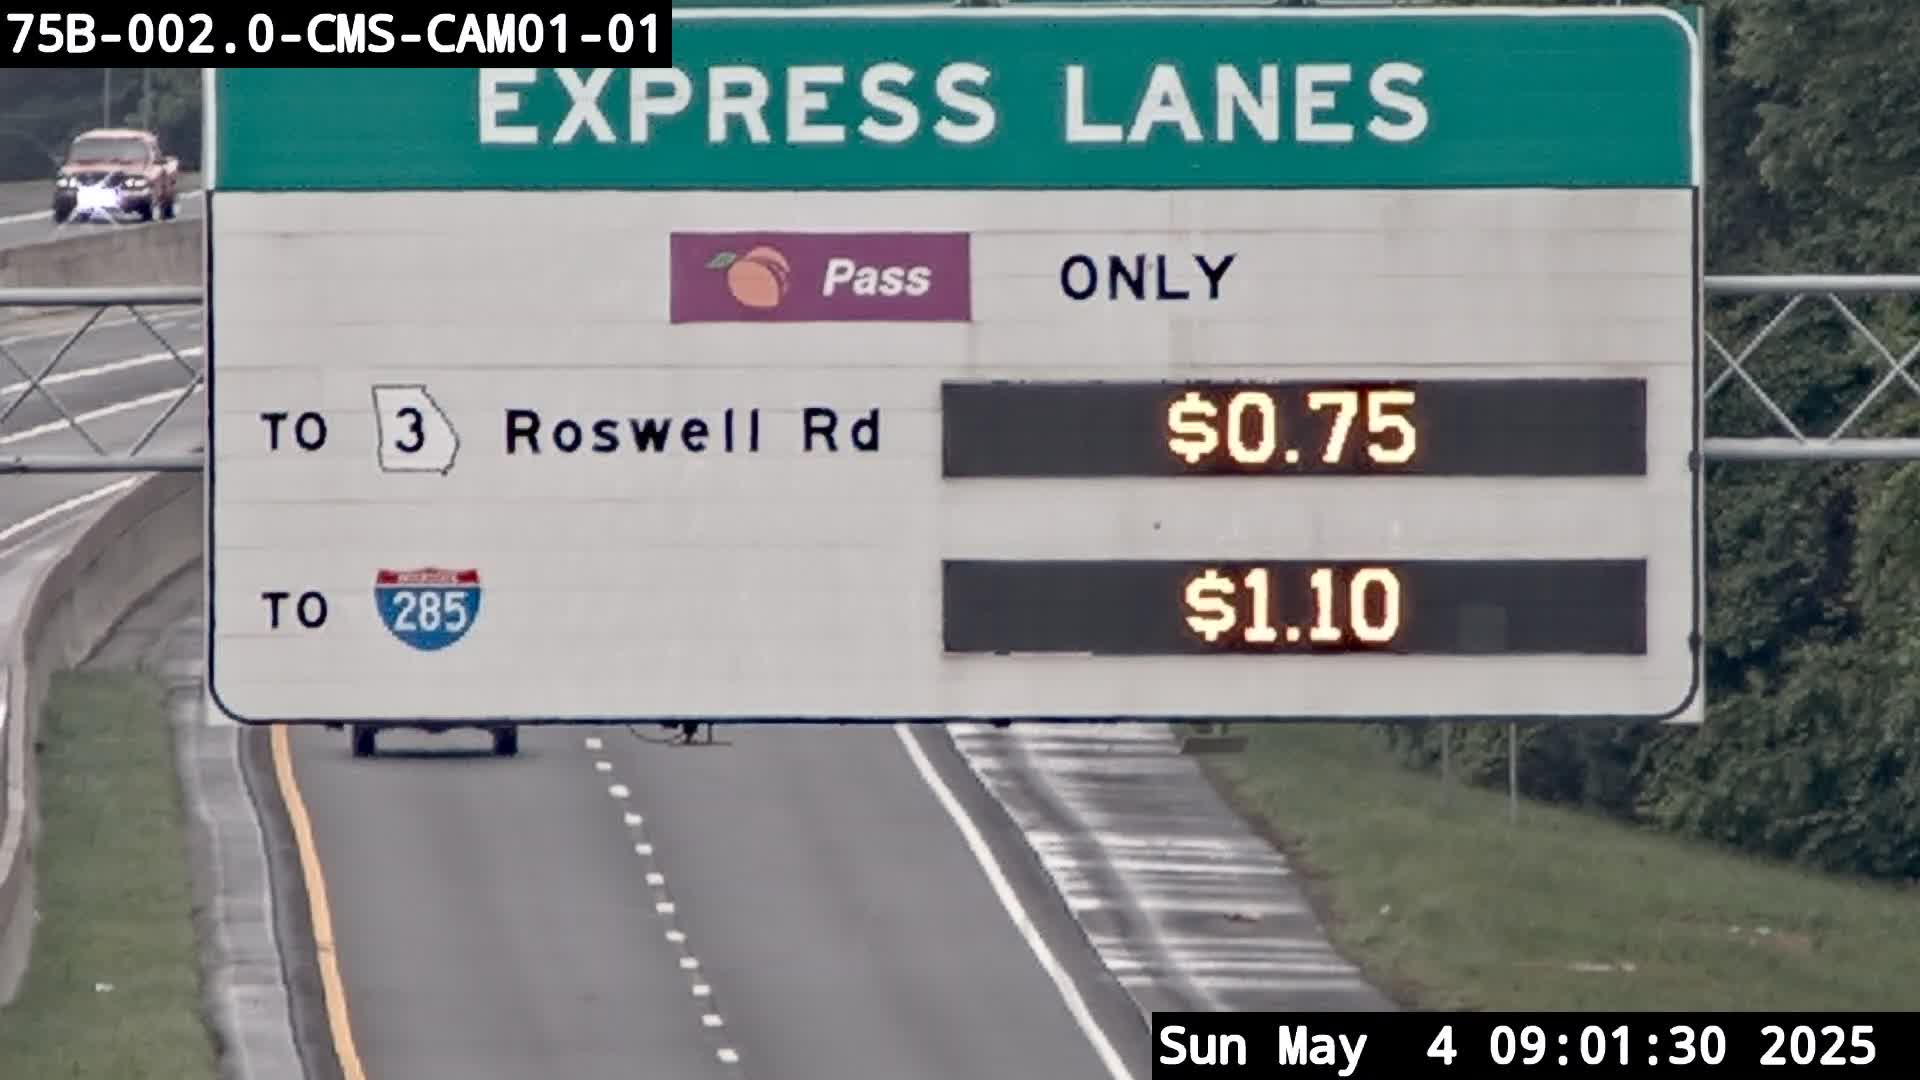 75B-002.0-CMS-CAM01-01
EXPRESS LANES
Pass ONLY
TO 3 Roswell Rd $0.75
TO 285 $1.10
Sun May 4 09:01:30 2025